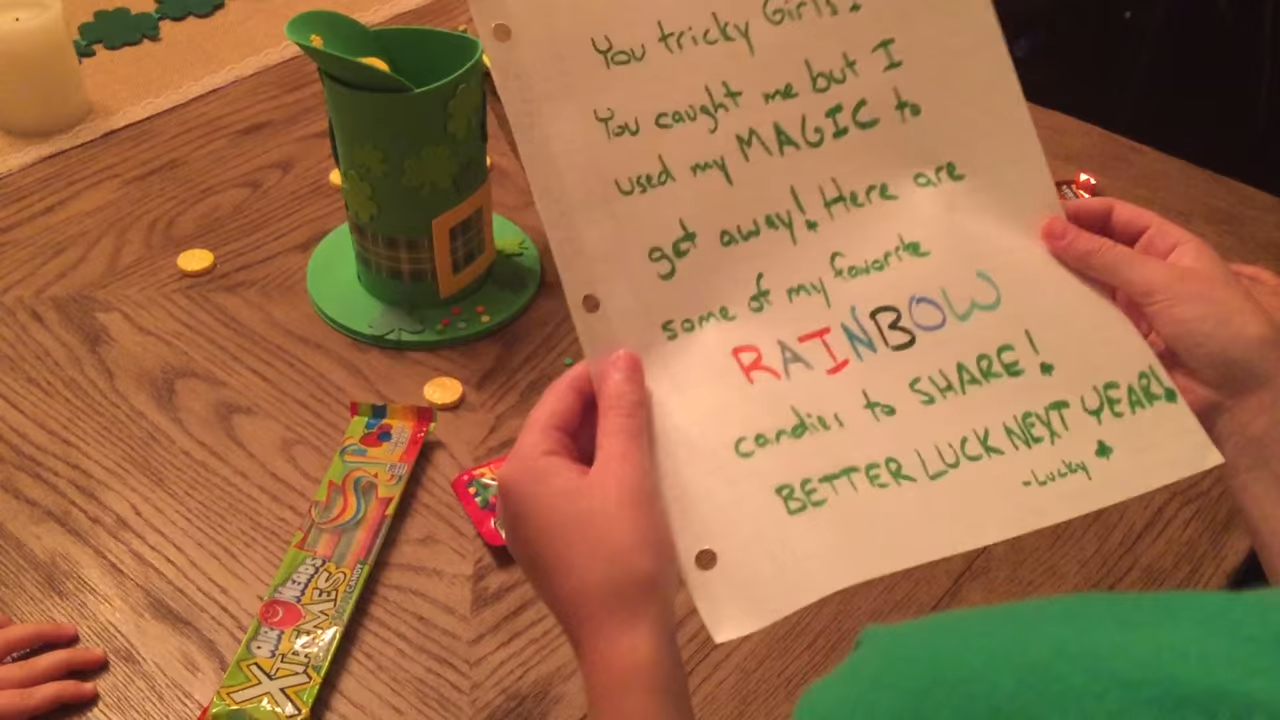 You tricky Girls!
You caught me but I
used my MAGIC to
get away! Here are
some of my favorite
RAINBOW
candies to SHARE!
BETTER LUCK NEXT YEAR!
-Lucky
AIRHEADS
XTREMES